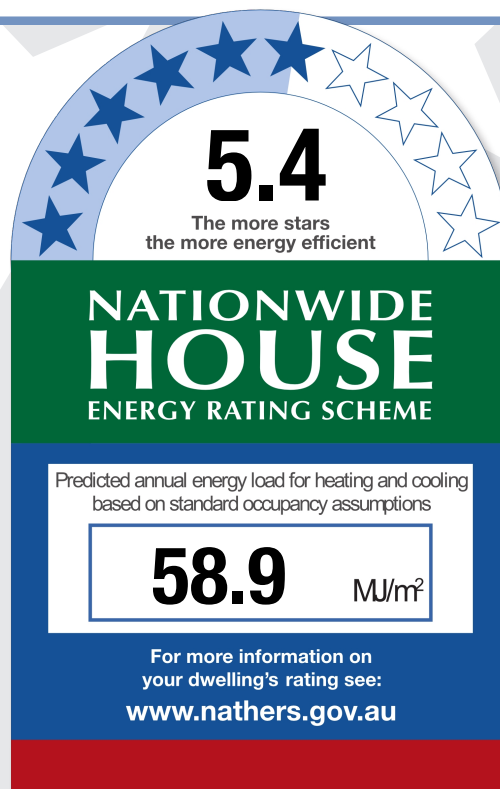 5.4
The more stars
the more energy efficient
NATIONWIDE
HOUSE
ENERGY RATING SCHEME
Predicted annual energy load for heating and cooling
based on standard occupancy assumptions
58.9 MJ/m²
For more information on
your dwelling's rating see:
www.nathers.gov.au